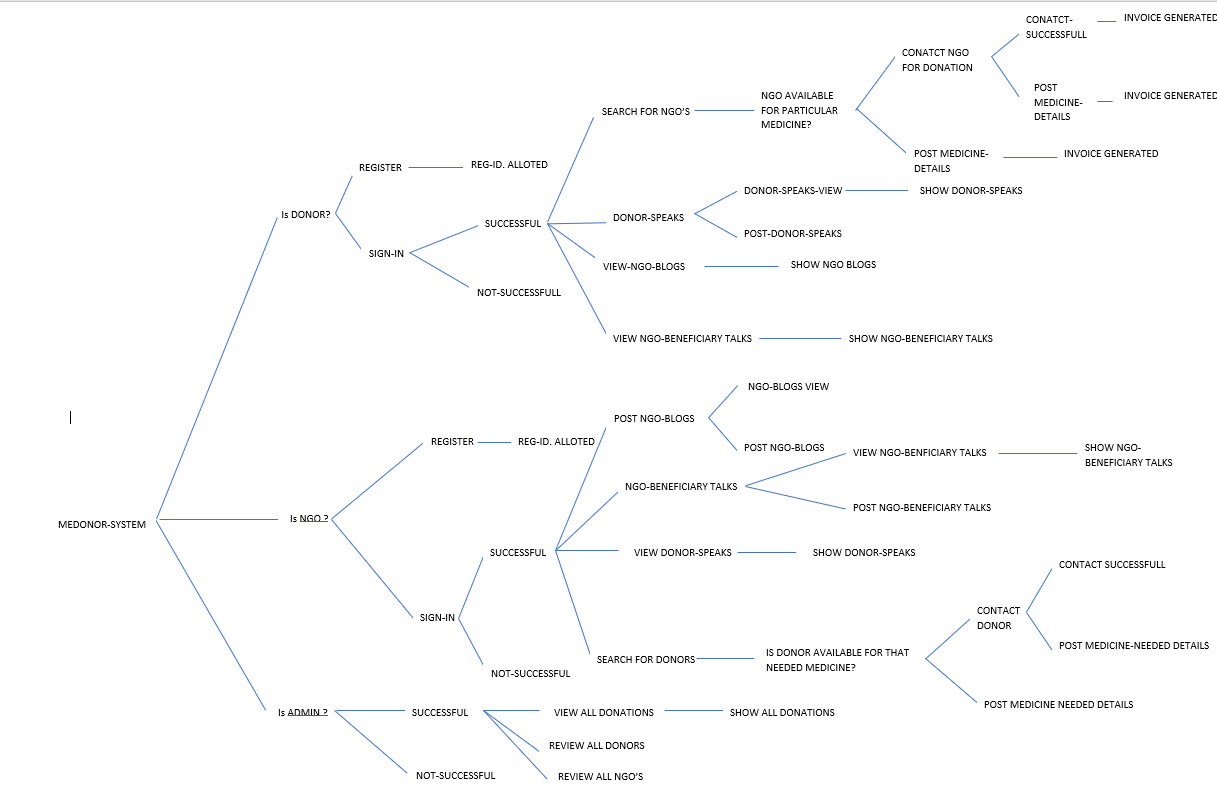 CONATCT-
SUCCESSFULL
INVOICE GENERATED
CONATCT NGO
FOR DONATION
POST
MEDICINE-
DETAILS
INVOICE GENERATED
NGO AVAILABLE
FOR PARTICULAR
MEDICINE?
SEARCH FOR NGO'S
POST MEDICINE-
DETAILS
INVOICE GENERATED
REGISTER
REG-ID. ALLOTED
DONOR-SPEAKS-VIEW
SHOW DONOR-SPEAKS
Is DONOR?
DONOR-SPEAKS
SUCCESSFUL
POST-DONOR-SPEAKS
SIGN-IN
VIEW-NGO-BLOGS
SHOW NGO BLOGS
NOT-SUCCESSFULL
VIEW NGO-BENEFICIARY TALKS
SHOW NGO-BENEFICIARY TALKS
NGO-BLOGS VIEW
POST NGO-BLOGS
REGISTER
REG-ID. ALLOTED
POST NGO-BLOGS
VIEW NGO-BENFICIARY TALKS
SHOW NGO-
BENEFICIARY TALKS
NGO-BENEFICIARY TALKS
POST NGO-BENEFICIARY TALKS
MEDONOR-SYSTEM
Is NGO ?
SUCCESSFUL
VIEW DONOR-SPEAKS
SHOW DONOR-SPEAKS
CONTACT SUCCESSFULL
CONTACT
DONOR
SIGN-IN
POST MEDICINE-NEEDED DETAILS
SEARCH FOR DONORS
IS DONOR AVAILABLE FOR THAT
NEEDED MEDICINE?
NOT-SUCCESSFUL
POST MEDICINE NEEDED DETAILS
Is ADMIN ?
SUCCESSFUL
VIEW ALL DONATIONS
SHOW ALL DONATIONS
REVIEW ALL DONORS
NOT-SUCCESSFUL
REVIEW ALL NGO'S